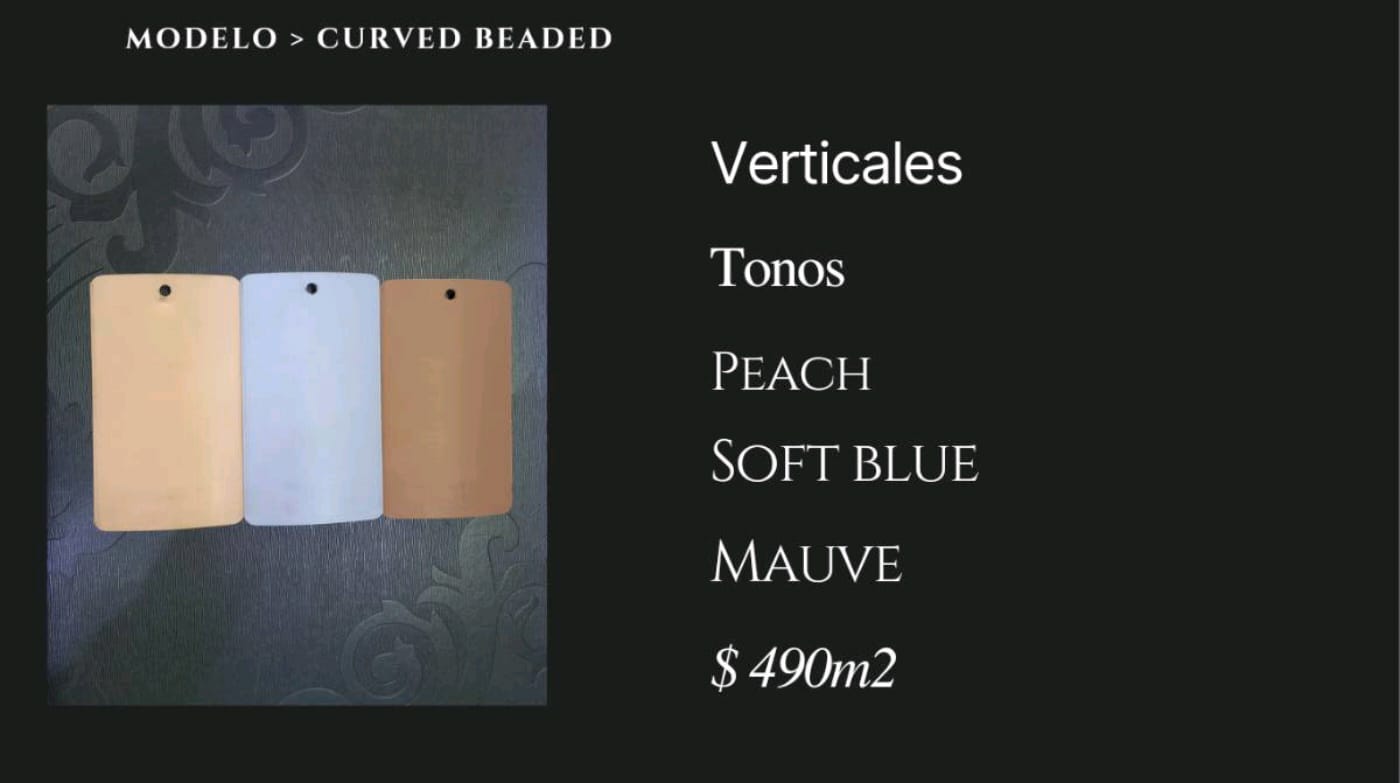 MODELO > CURVED BEADED
Verticales
Tonos
PEACH
SOFT BLUE
MAUVE
$ 490m2